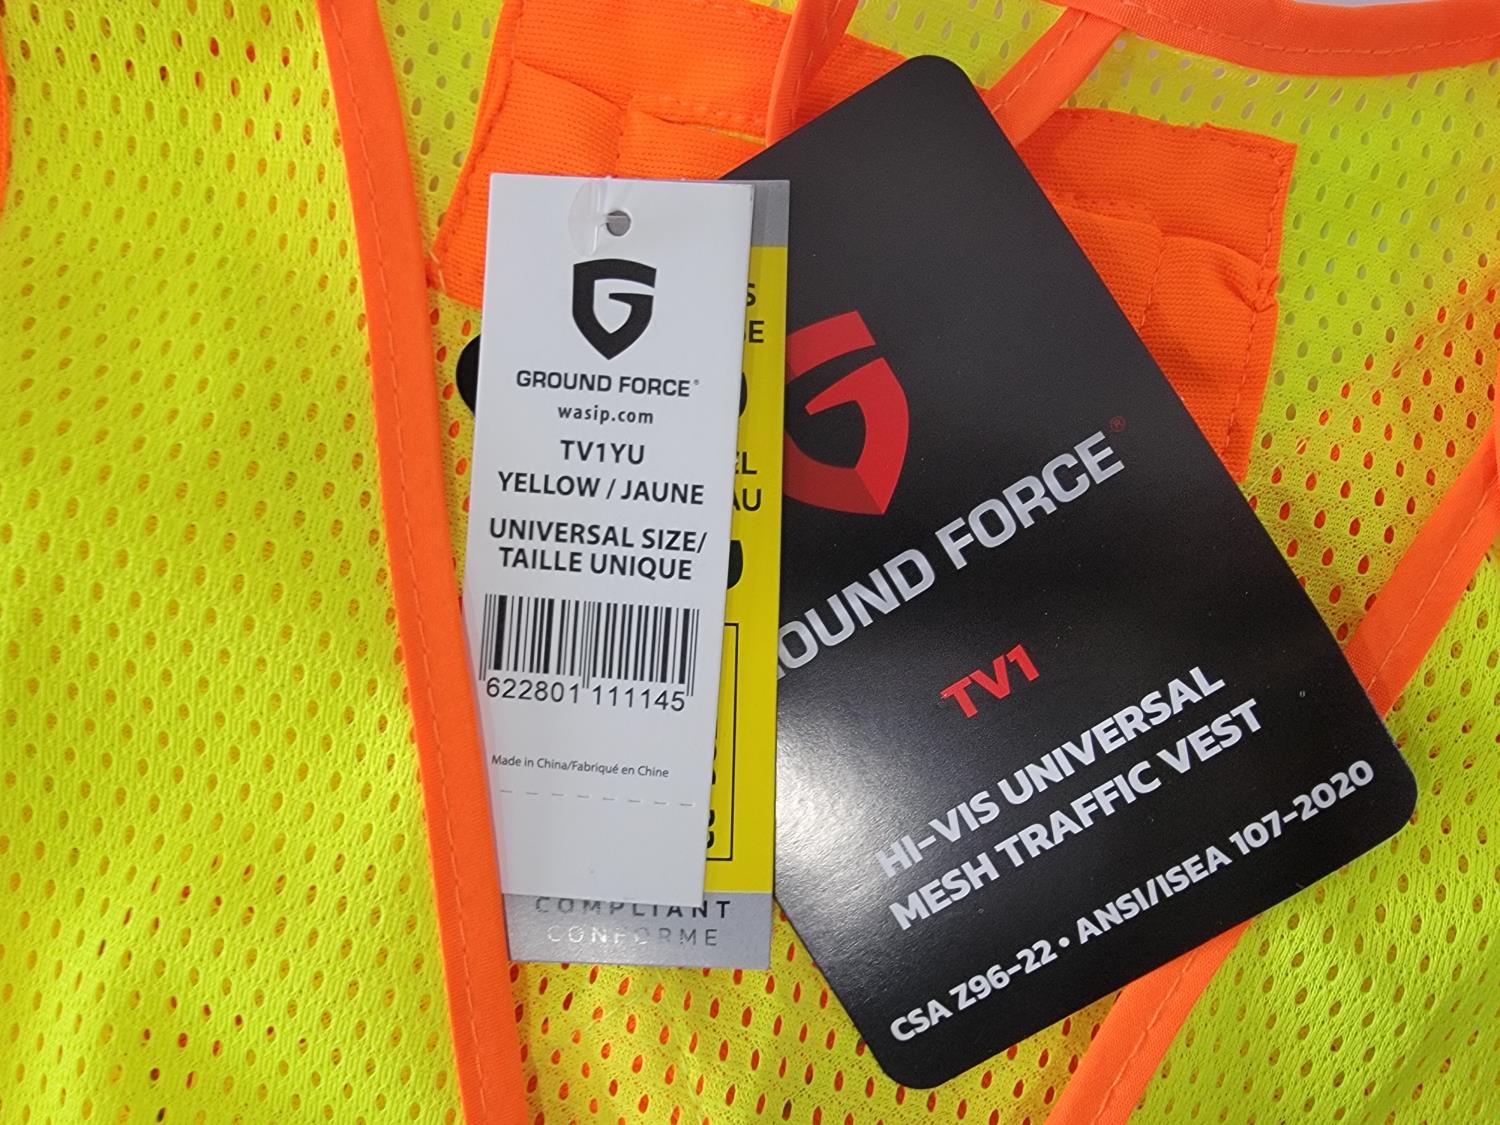 GROUND FORCE®
wasip.com
TV1YU
YELLOW / JAUNE
UNIVERSAL SIZE/
TAILLE UNIQUE
622801 111145
Made in China/Fabriqué en Chine
COMPLIANT
CONFORME
GROUND FORCE®
TV1
HI-VIS UNIVERSAL
MESH TRAFFIC VEST
CSA Z96-22 • ANSI/ISEA 107-2020